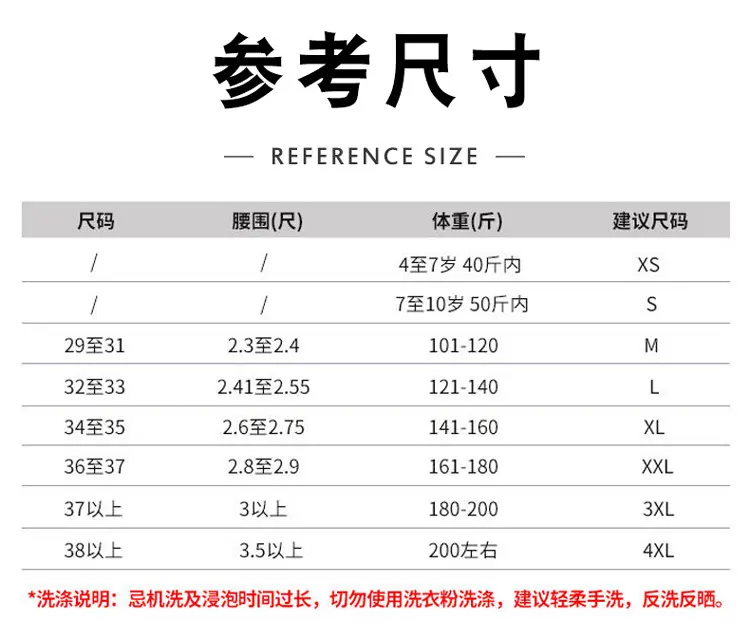 参考尺寸
REFERENCE SIZE
尺码 腰围(尺) 体重(斤) 建议尺码
/ / 4至7岁 40斤内 XS
/ / 7至10岁 50斤内 S
29至31 2.3至2.4 101-120 M
32至33 2.41至2.55 121-140 L
34至35 2.6至2.75 141-160 XL
36至37 2.8至2.9 161-180 XXL
37以上 3以上 180-200 3XL
38以上 3.5以上 200左右 4XL
*洗涤说明：忌机洗及浸泡时间过长，切勿使用洗衣粉洗涤，建议轻柔手洗，反洗反晒。